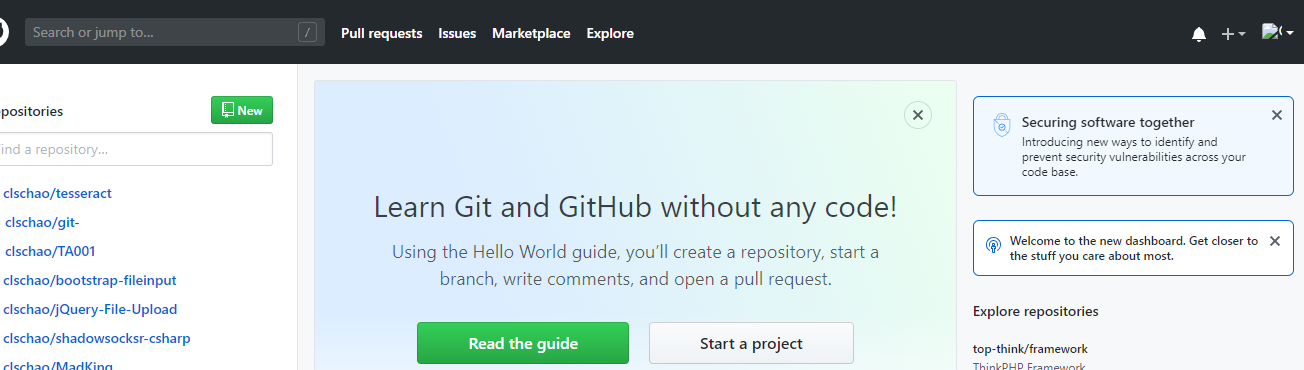 Search or jump to...
/
Pull requests
Issues
Marketplace
Explore
epositories
New
ind a repository...
clschao/tesseract
clschao/git-
clschao/TA001
clschao/bootstrap-fileinput
clschao/jQuery-File-Upload
clschao/shadowsocksr-csharp
clschao/MadKing
Learn Git and GitHub without any code!
Using the Hello World guide, you’ll create a repository, start a
branch, write comments, and open a pull request.
Read the guide
Start a project
Securing software together
Introducing new ways to identify and
prevent security vulnerabilities across your
code base.
Welcome to the new dashboard. Get closer to
the stuff you care about most.
Explore repositories
top-think/framework
ThinkPHP Framework